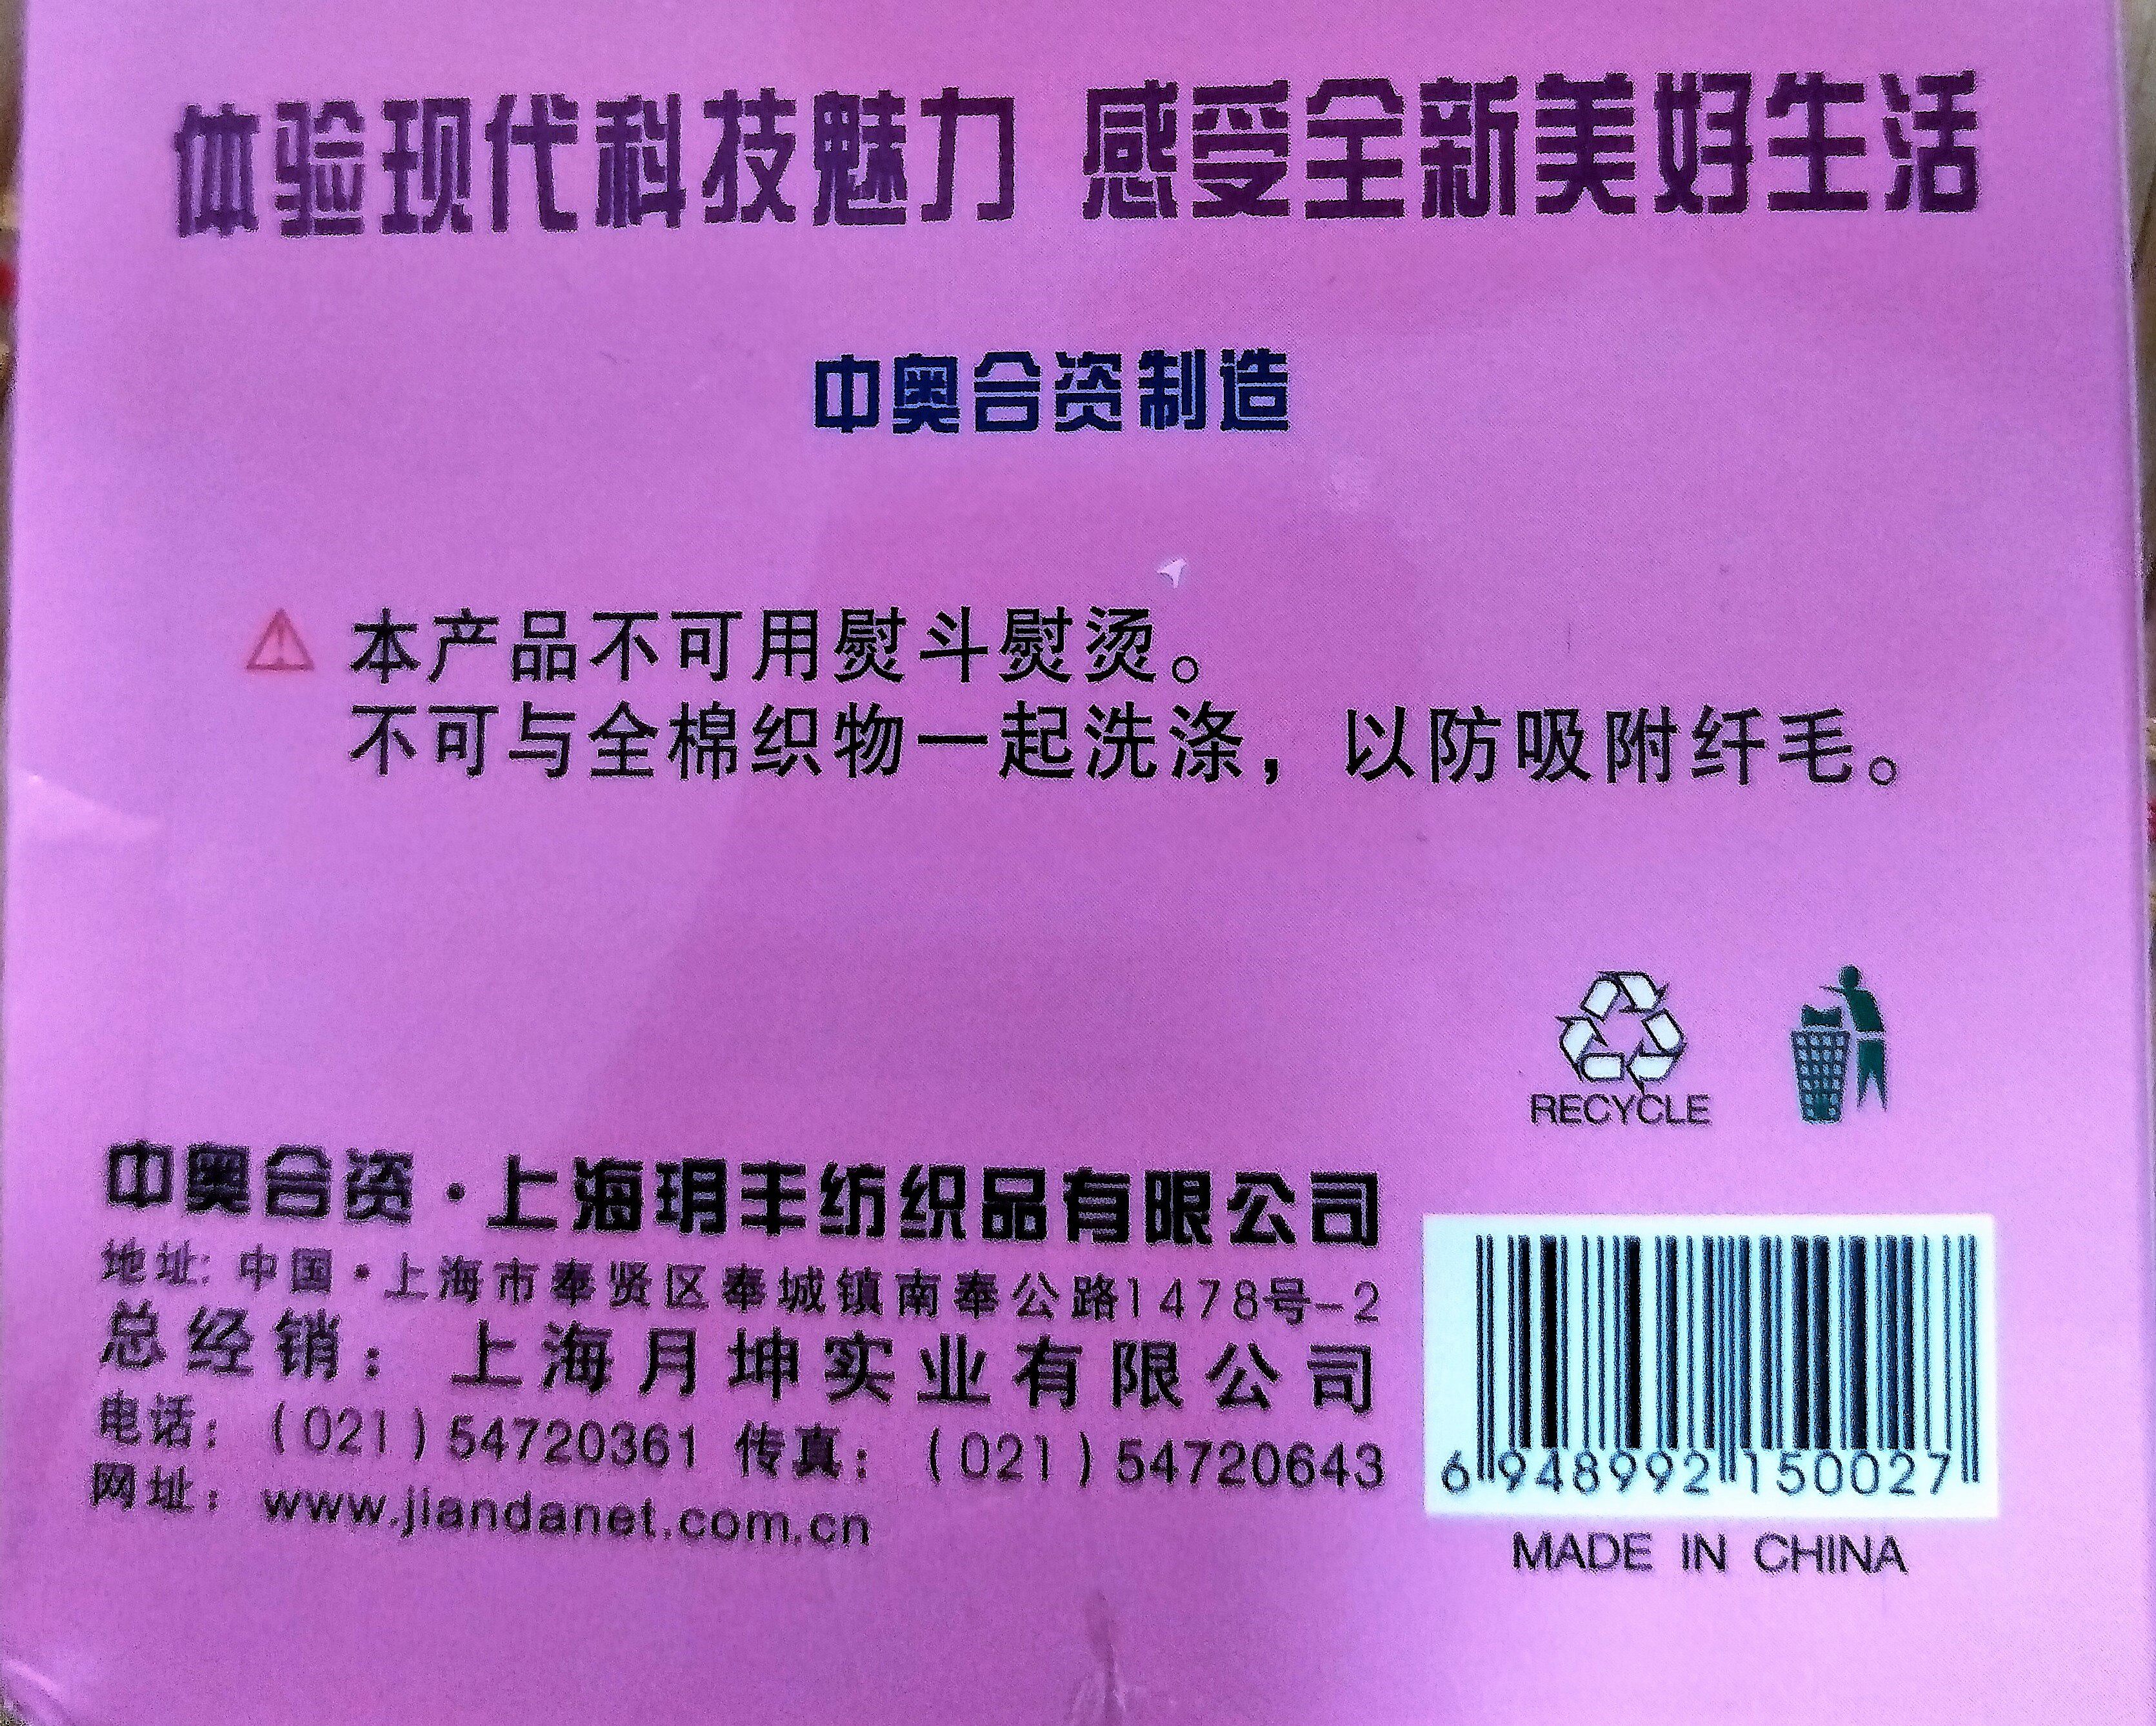 体验现代科技魅力 感受全新美好生活
中奥合资制造
本产品不可用熨斗熨烫。
不可与全棉织物一起洗涤，以防吸附纤毛。
RECYCLE
中奥合资·上海玥丰纺织品有限公司
地址: 中国·上海市奉贤区奉城镇南奉公路1478号-2
总经销：上海月坤实业有限公司
电话：(021)54720361 传真：(021)54720643
网址：www.jiandanet.com.cn
6 948992 150027
MADE IN CHINA